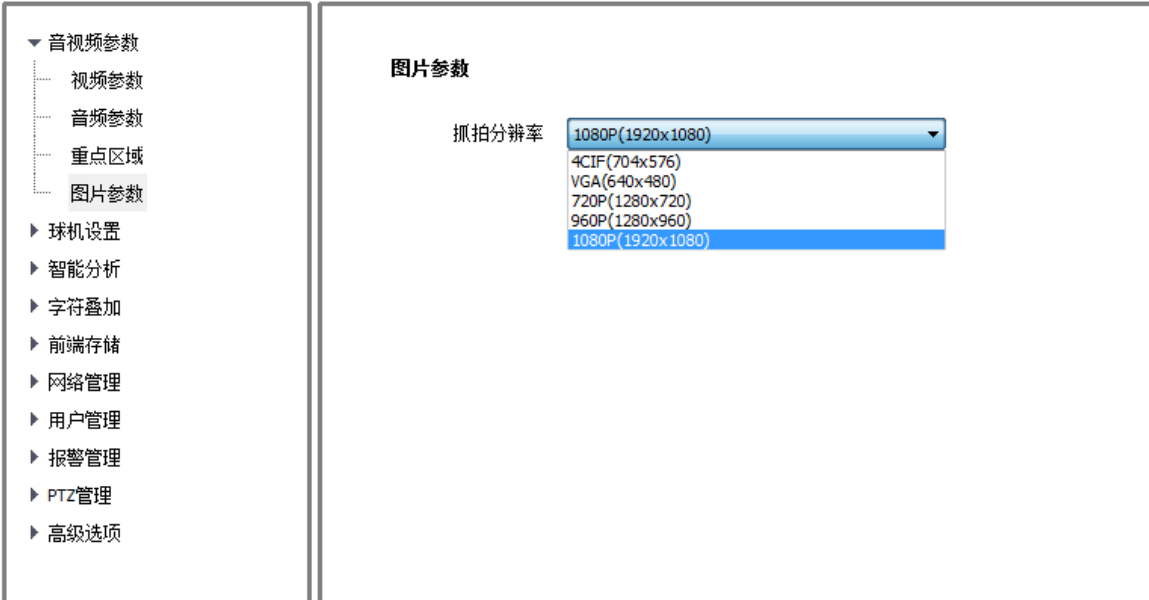 音视频参数
视频参数
音频参数
重点区域
图片参数
球机设置
智能分析
字符叠加
前端存储
网络管理
用户管理
报警管理
PTZ管理
高级选项
图片参数
抓拍分辨率
1080P(1920x1080)
4CIF(704x576)
VGA(640x480)
720P(1280x720)
960P(1280x960)
1080P(1920x1080)